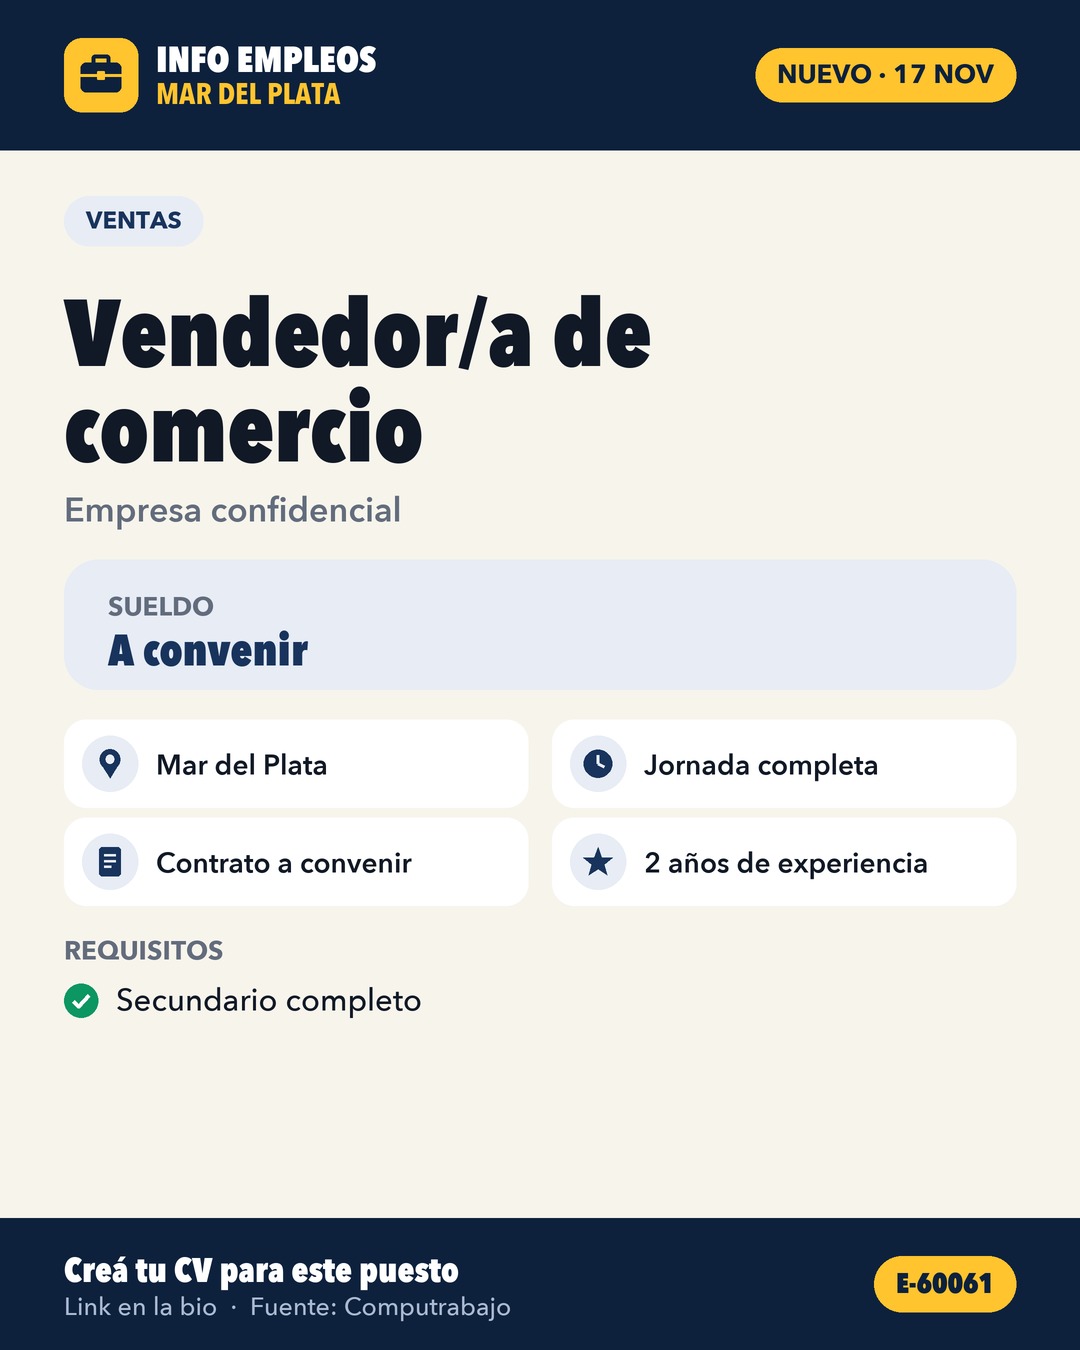 INFO EMPLEOS
MAR DEL PLATA
NUEVO · 17 NOV
VENTAS
Vendedor/a de
comercio
Empresa confidencial
SUELDO
A convenir
Mar del Plata
Jornada completa
Contrato a convenir
2 años de experiencia
REQUISITOS
Secundario completo
Creá tu CV para este puesto
Link en la bio · Fuente: Computrabajo
E-60061